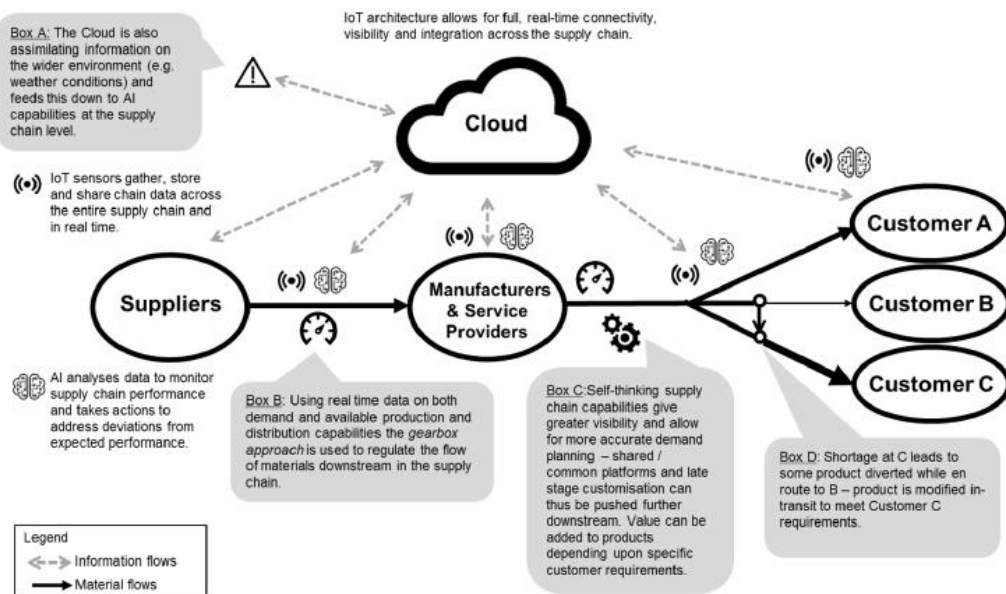 IoT architecture allows for full, real-time connectivity,
visibility and integration across the supply chain.
Box A: The Cloud is also
assimilating information on
the wider environment (e.g.
weather conditions) and
feeds this down to AI
capabilities at the supply
chain level.
Cloud
IoT sensors gather, store
and share chain data across
the entire supply chain and
in real time.
Suppliers
Manufacturers
& Service
Providers
Customer A
Customer B
Customer C
AI analyses data to monitor
supply chain performance
and takes actions to
address deviations from
expected performance.
Box B: Using real time data on both
demand and available production and
distribution capabilities the gearbox
approach is used to regulate the flow
of materials downstream in the supply
chain.
Box C:Self-thinking supply
chain capabilities give
greater visibility and allow
for more accurate demand
planning – shared /
common platforms and late
stage customisation can
thus be pushed further
downstream. Value can be
added to products
depending upon specific
customer requirements.
Box D: Shortage at C leads to
some product diverted while en
route to B – product is modified in-
transit to meet Customer C
requirements.
Legend
Information flows
Material flows